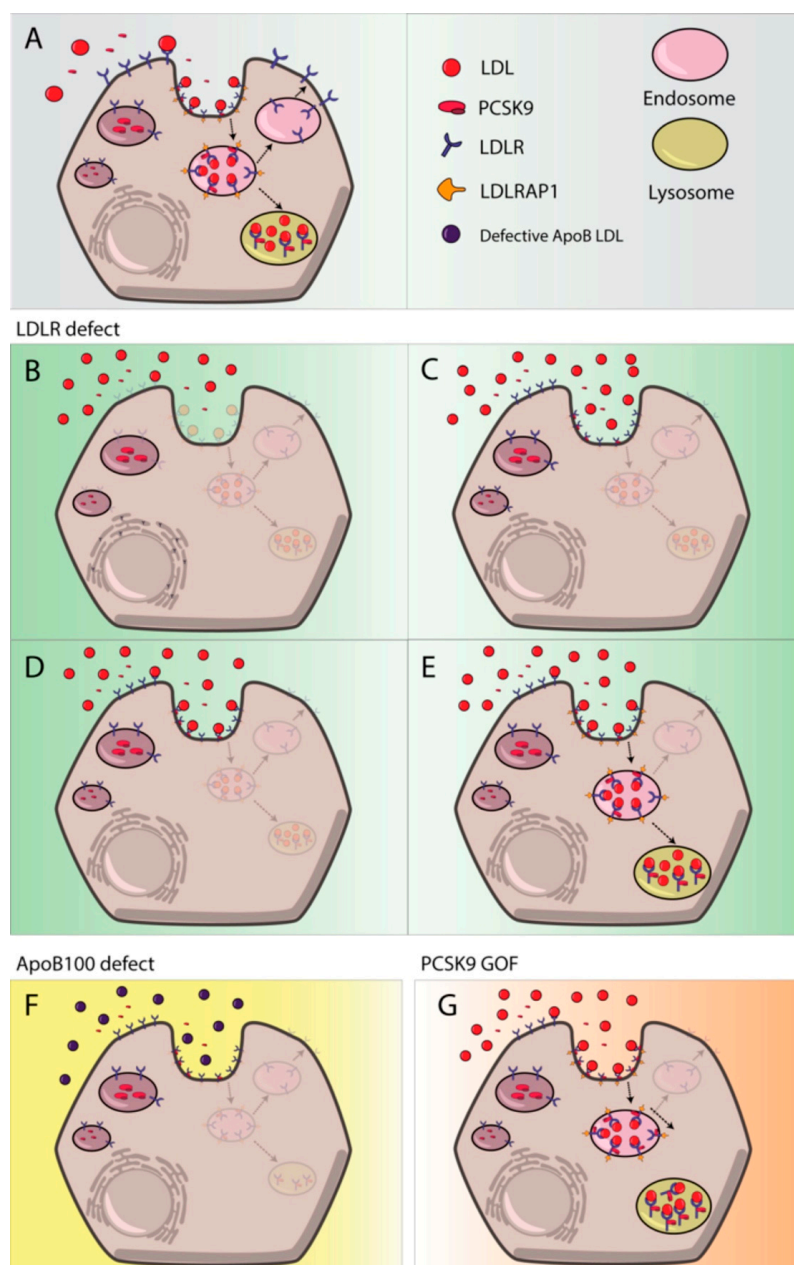 A
LDL
PCSK9
LDLR
LDLRAP1
Defective ApoB LDL
Endosome
Lysosome
LDLR defect
B
C
D
E
ApoB100 defect
PCSK9 GOF
F
G